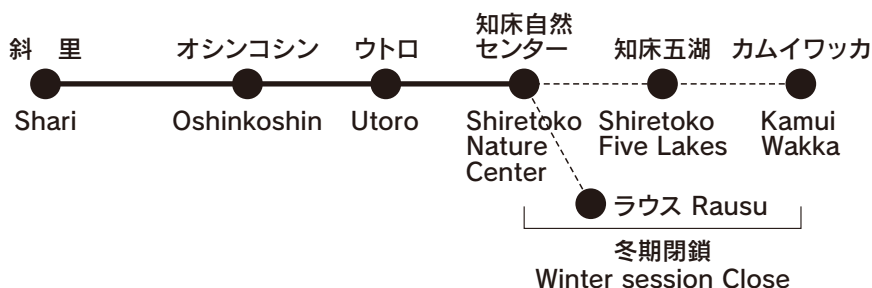 斜 里
オシンコシン
ウトロ
知床自然
センター
知床五湖
カムイワッカ
Shari
Oshinkoshin
Utoro
Shiretoko
Nature
Center
Shiretoko
Five Lakes
Kamui
Wakka
ラウス Rausu
冬期閉鎖
Winter session Close